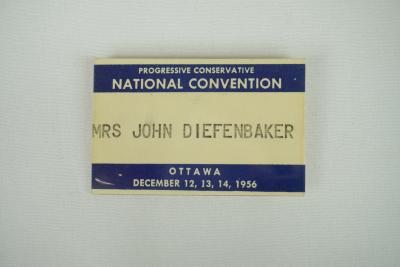 PROGRESSIVE CONSERVATIVE
NATIONAL CONVENTION
MRS JOHN DIEFENBAKER
OTTAWA
DECEMBER 12, 13, 14, 1956